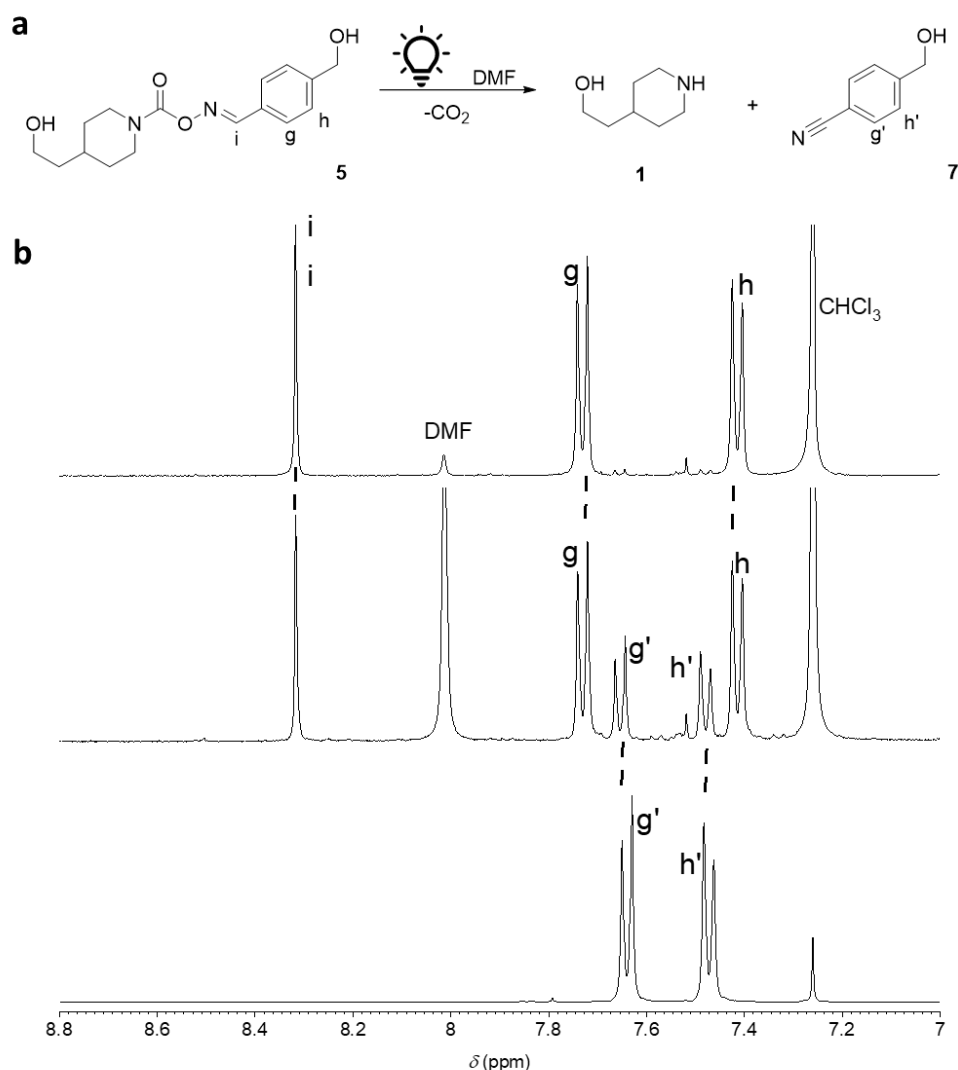 a
OH
O
N
O
N
i
g
h
OH
5
DMF
-CO2
OH
NH
1
+
OH
N
g'
h'
7
b
i
i
g
h
CHCl3
DMF
g
g'
h'
h
g'
h'
8.8 8.6 8.4 8.2 8 7.8 7.6 7.4 7.2 7
δ (ppm)